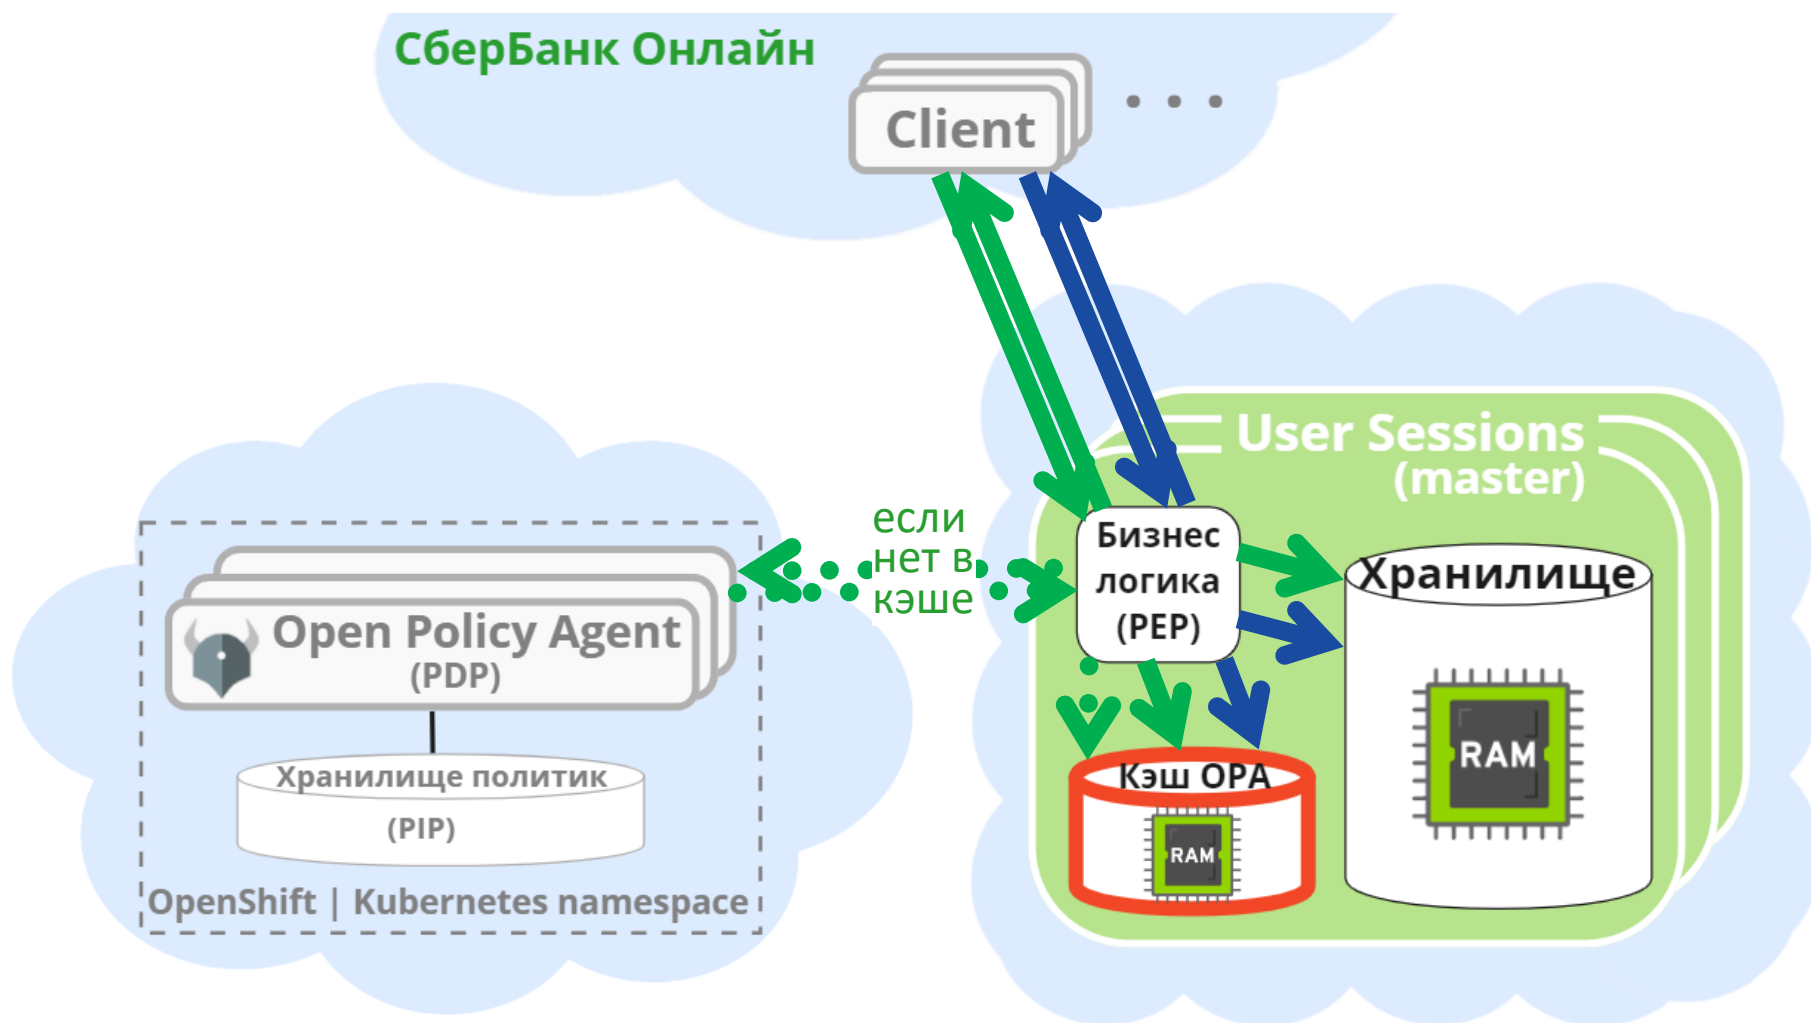 СберБанк Онлайн
Client
. . .
User Sessions
(master)
если
нет в
кэше
Бизнес
логика
(PEP)
Хранилище
RAM
Кэш OPA
RAM
Open Policy Agent
(PDP)
Хранилище политик
(PIP)
OpenShift | Kubernetes namespace